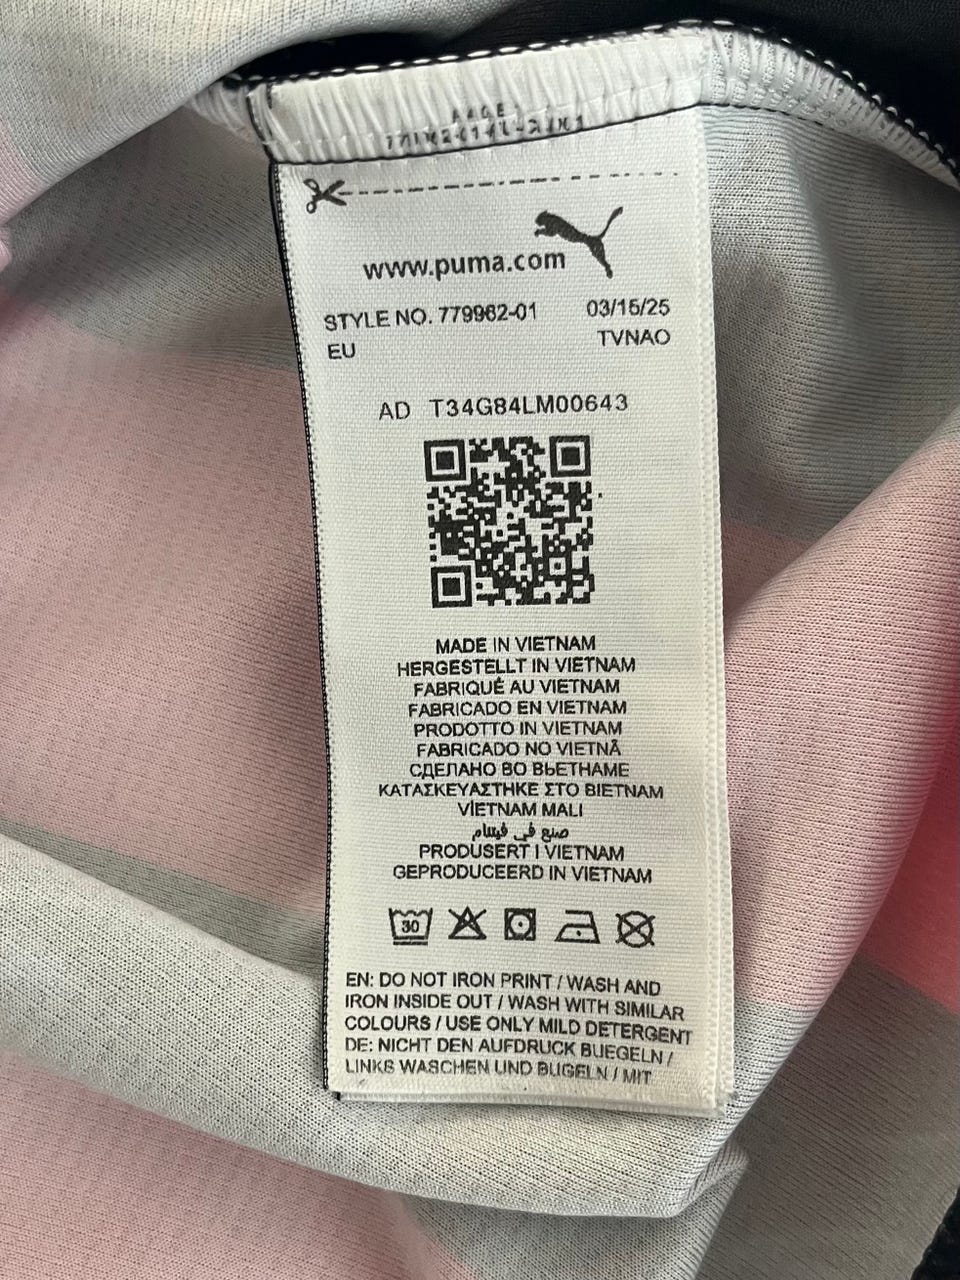 www.puma.com
STYLE NO. 779962-01 03/15/25
EU TVNAO
AD T34G84LM00643
MADE IN VIETNAM
HERGESTELLT IN VIETNAM
FABRIQUÉ AU VIETNAM
FABRICADO EN VIETNAM
PRODOTTO IN VIETNAM
FABRICADO NO VIETNÃ
СДЕЛАНО ВО ВЬЕТНАМЕ
ΚΑΤΑΣΚΕΥΑΣΤΗΚΕ ΣΤΟ ΒΙΕΤΝΑΜ
VİETNAM MALI
صنع في فيتنام
PRODUSERT I VIETNAM
GEPRODUCEERD IN VIETNAM
30
EN: DO NOT IRON PRINT / WASH AND
IRON INSIDE OUT / WASH WITH SIMILAR
COLOURS / USE ONLY MILD DETERGENT
DE: NICHT DEN AUFDRUCK BUEGELN /
LINKS WASCHEN UND BUGELN / MIT